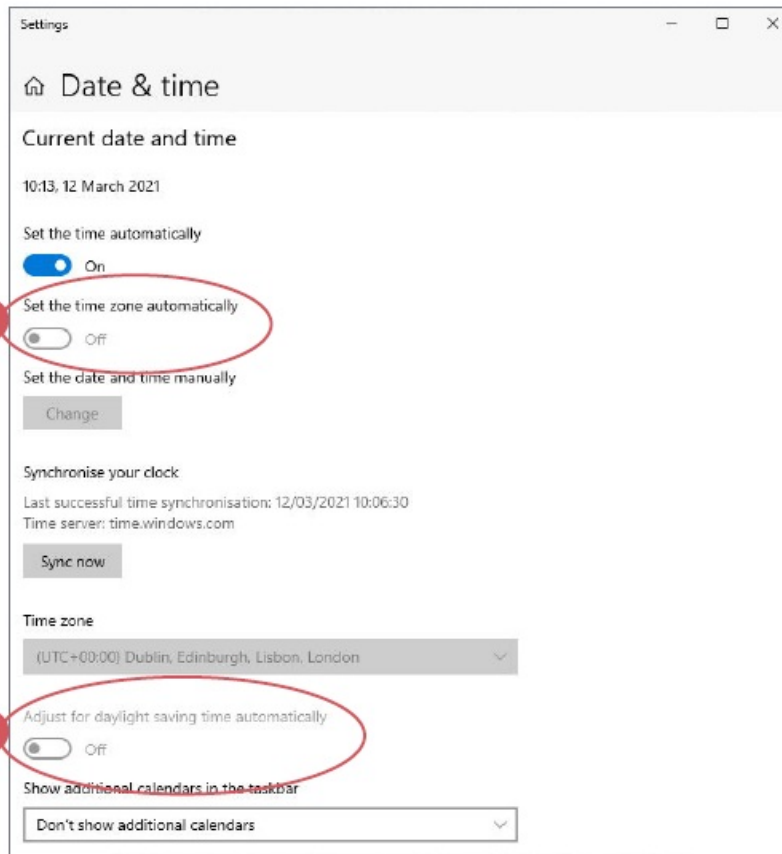 Settings
Date & time
Current date and time
10:13, 12 March 2021
Set the time automatically
On
Set the time zone automatically
Off
Set the date and time manually
Change
Synchronise your clock
Last successful time synchronisation: 12/03/2021 10:06:30
Time server: time.windows.com
Sync now
Time zone
(UTC+00:00) Dublin, Edinburgh, Lisbon, London
Adjust for daylight saving time automatically
Off
Show additional calendars in the taskbar
Don't show additional calendars